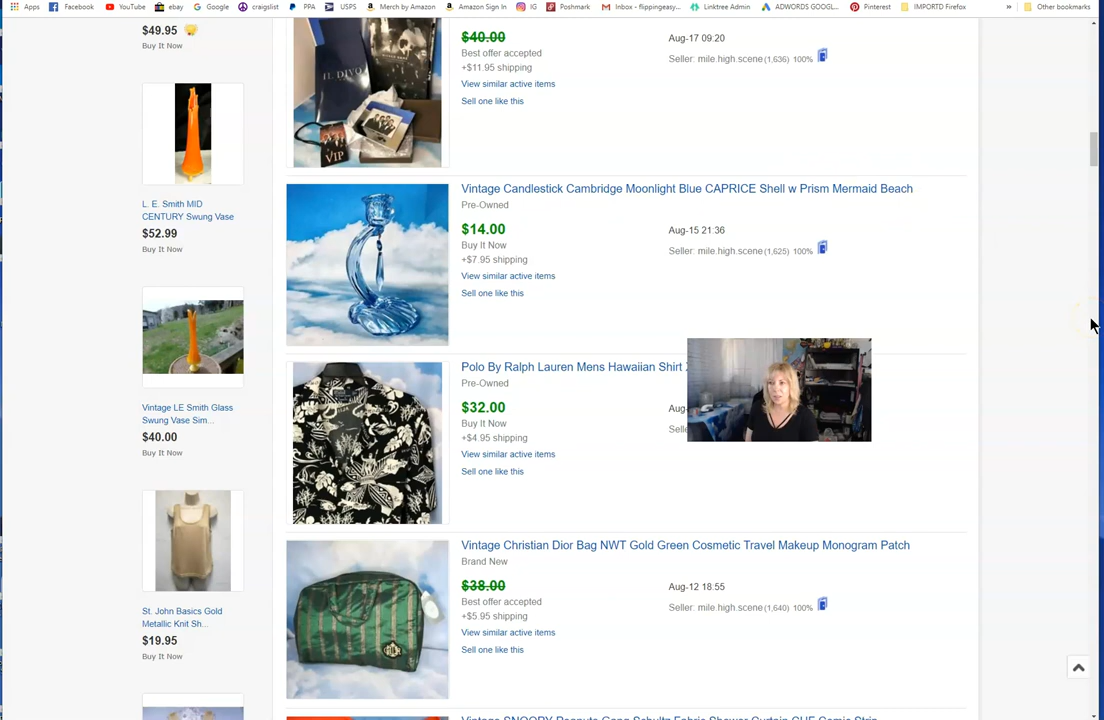 Apps Facebook YouTube ebay Google craigslist PPA USPS Merch by Amazon Amazon Sign In IG Poshmark Inbox - flippingeasy... Linktree Admin ADWORDS GOOGL... Pinterest IMPORTD Firefox » Other bookmarks
$49.95
Buy It Now
L. E. Smith MID
CENTURY Swung Vase
$52.99
Buy It Now
Vintage LE Smith Glass
Swung Vase Sim...
$40.00
Buy It Now
St. John Basics Gold
Metallic Knit Sh...
$19.95
Buy It Now
IL DIVO
VIP
$40.00
Best offer accepted
+$11.95 shipping
View similar active items
Sell one like this
Aug-17 09:20
Seller: mile.high.scene (1,636) 100%
Vintage Candlestick Cambridge Moonlight Blue CAPRICE Shell w Prism Mermaid Beach
Pre-Owned
$14.00
Buy It Now
+$7.95 shipping
View similar active items
Sell one like this
Aug-15 21:36
Seller: mile.high.scene (1,625) 100%
Polo By Ralph Lauren Mens Hawaiian Shirt
Pre-Owned
$32.00
Buy It Now
+$4.95 shipping
View similar active items
Sell one like this
Aug-
Selle
Vintage Christian Dior Bag NWT Gold Green Cosmetic Travel Makeup Monogram Patch
Brand New
$38.00
Best offer accepted
+$5.95 shipping
View similar active items
Sell one like this
Aug-12 18:55
Seller: mile.high.scene (1,640) 100%
Vintage SNOOPY Peanuts Gang Schultz Fabric Shower Curtain CUE Comic Strip